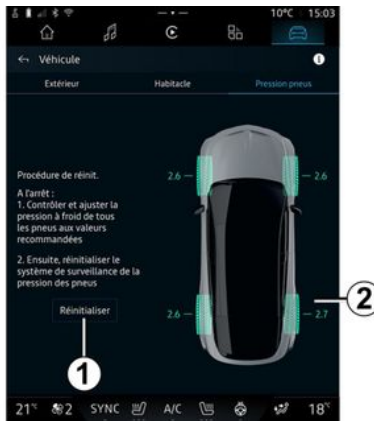 10°C 15:03
Véhicule
Extérieur Habitacle Pression pneus
Procédure de réinit.
A l'arrêt :
1. Contrôler et ajuster la
pression à froid de tous
les pneus aux valeurs
recommandées
2. Ensuite, réinitialiser le
système de surveillance de la
pression des pneus
Réinitialiser
2.6 2.6
2.6 2.7
1
2
21°C 2 SYNC A/C 18°C